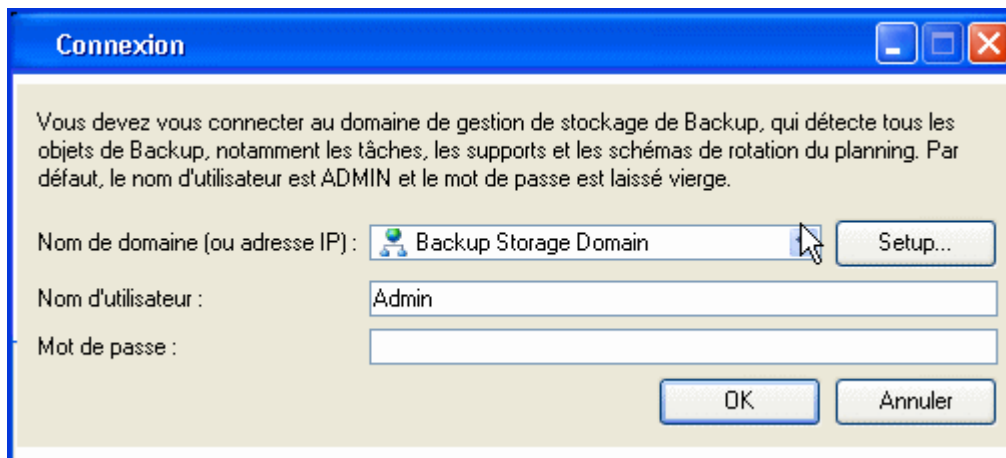 Connexion
Vous devez vous connecter au domaine de gestion de stockage de Backup, qui détecte tous les
objets de Backup, notamment les tâches, les supports et les schémas de rotation du planning. Par
défaut, le nom d'utilisateur est ADMIN et le mot de passe est laissé vierge.
Nom de domaine (ou adresse IP) : Backup Storage Domain Setup...
Nom d'utilisateur : Admin
Mot de passe :
OK Annuler